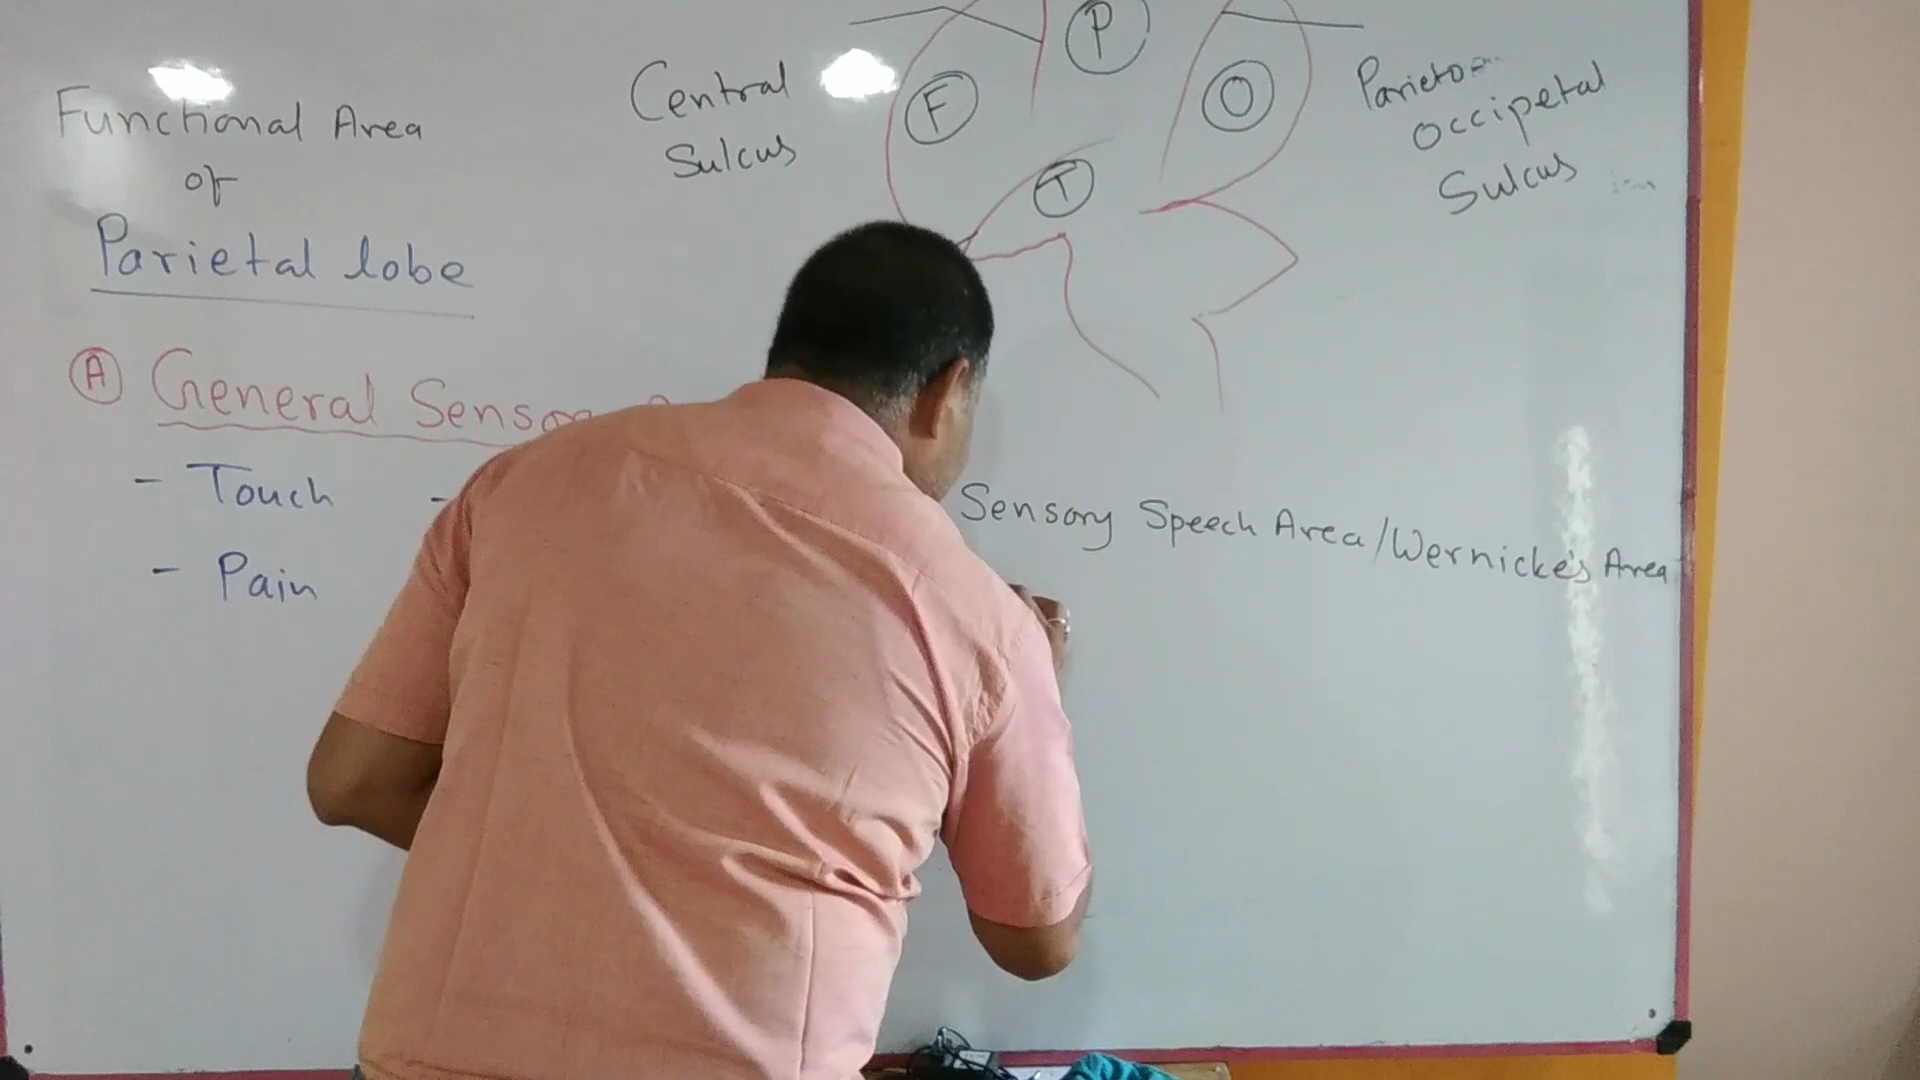 Functional Area
of
Parietal lobe
(A) General Senso
- Touch -
- Pain
Central
Sulcus
F
P
O
T
Parieto-
occipetal
Sulcus
Sensory Speech Area/Wernicke's Area